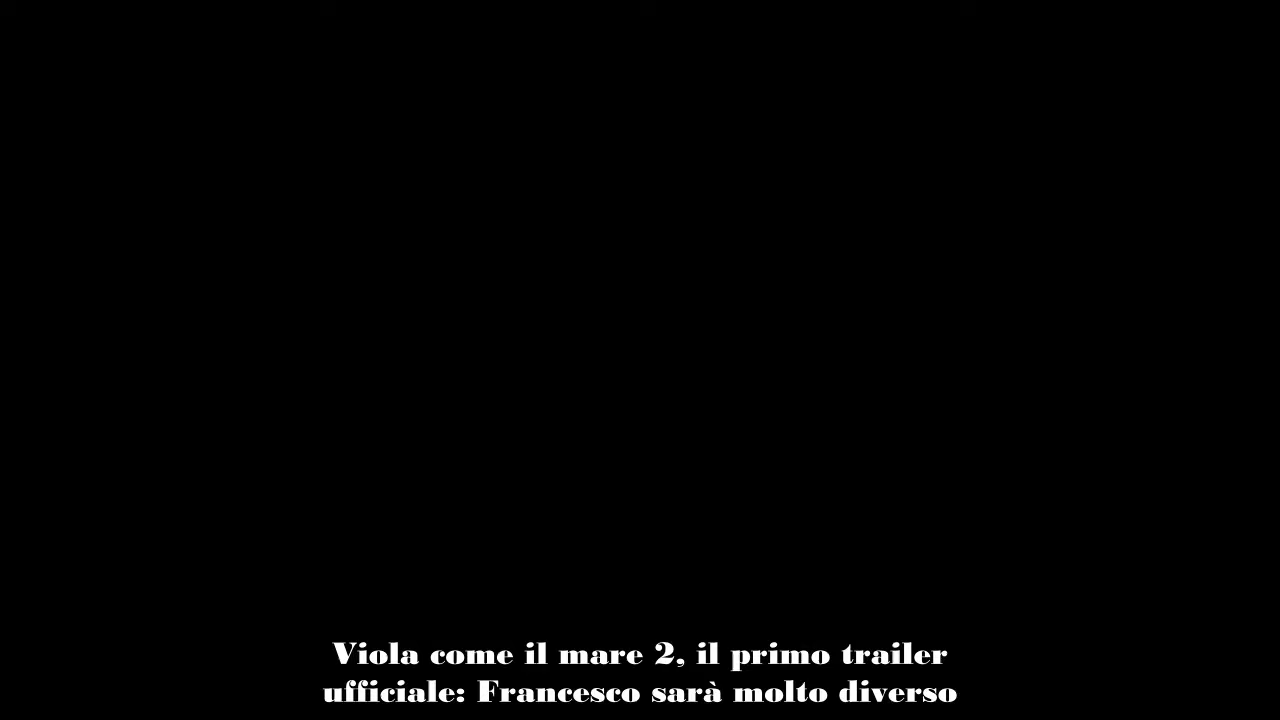 Viola come il mare 2, il primo trailer
ufficiale: Francesco sarà molto diverso